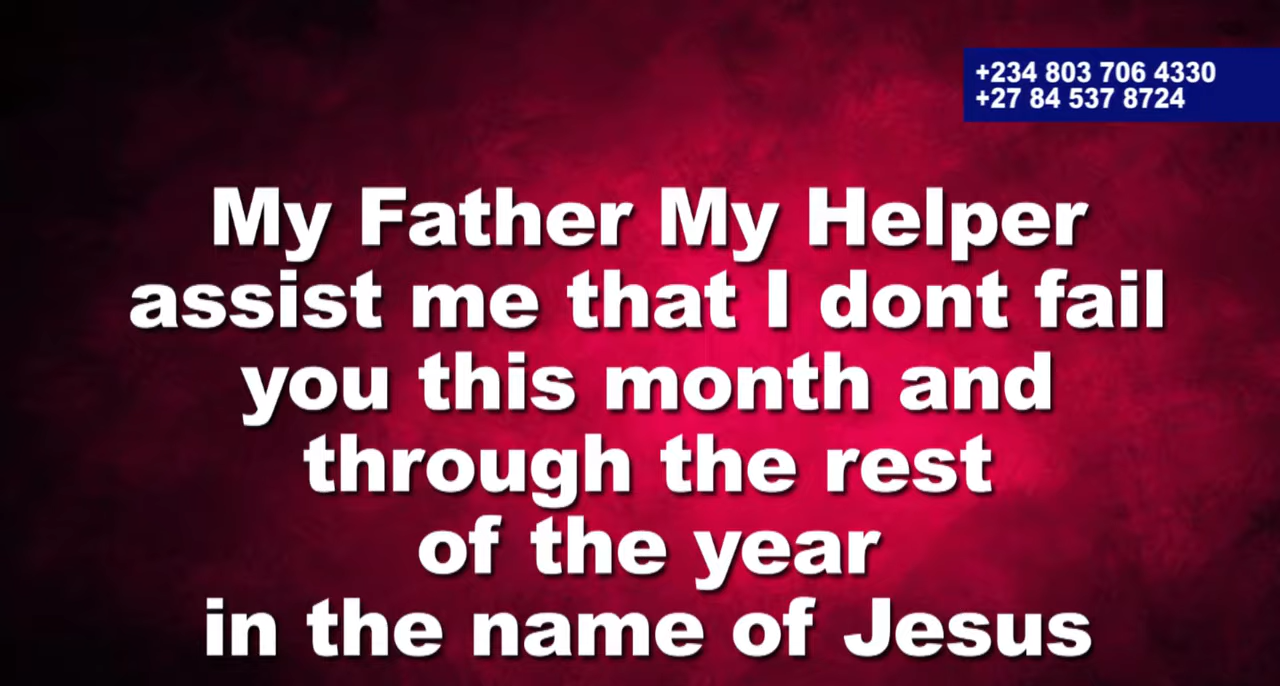 +234 803 706 4330
+27 84 537 8724
My Father My Helper
assist me that I dont fail
you this month and
through the rest
of the year
in the name of Jesus